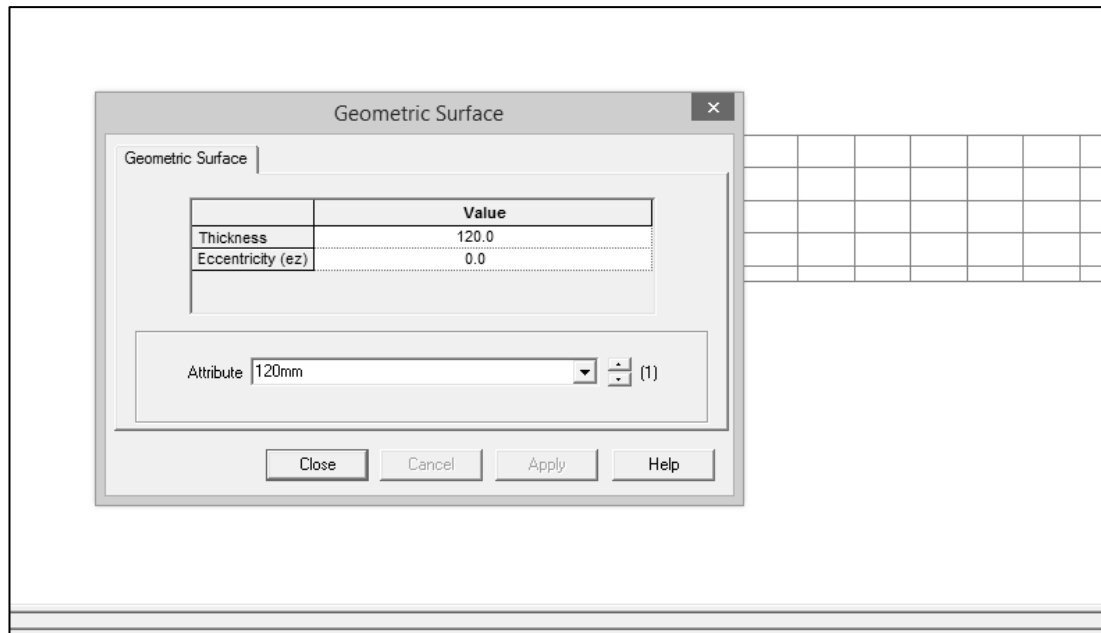 Geometric Surface
Geometric Surface
Value
Thickness 120.0
Eccentricity (ez) 0.0
Attribute 120mm (1)
Close Cancel Apply Help